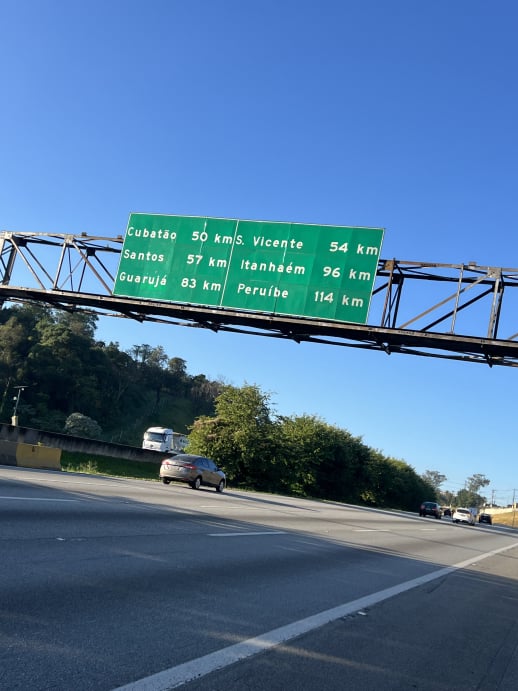 Cubatão 50 km
Santos 57 km
Guarujá 83 km
S. Vicente 54 km
Itanhaém 96 km
Peruíbe 114 km